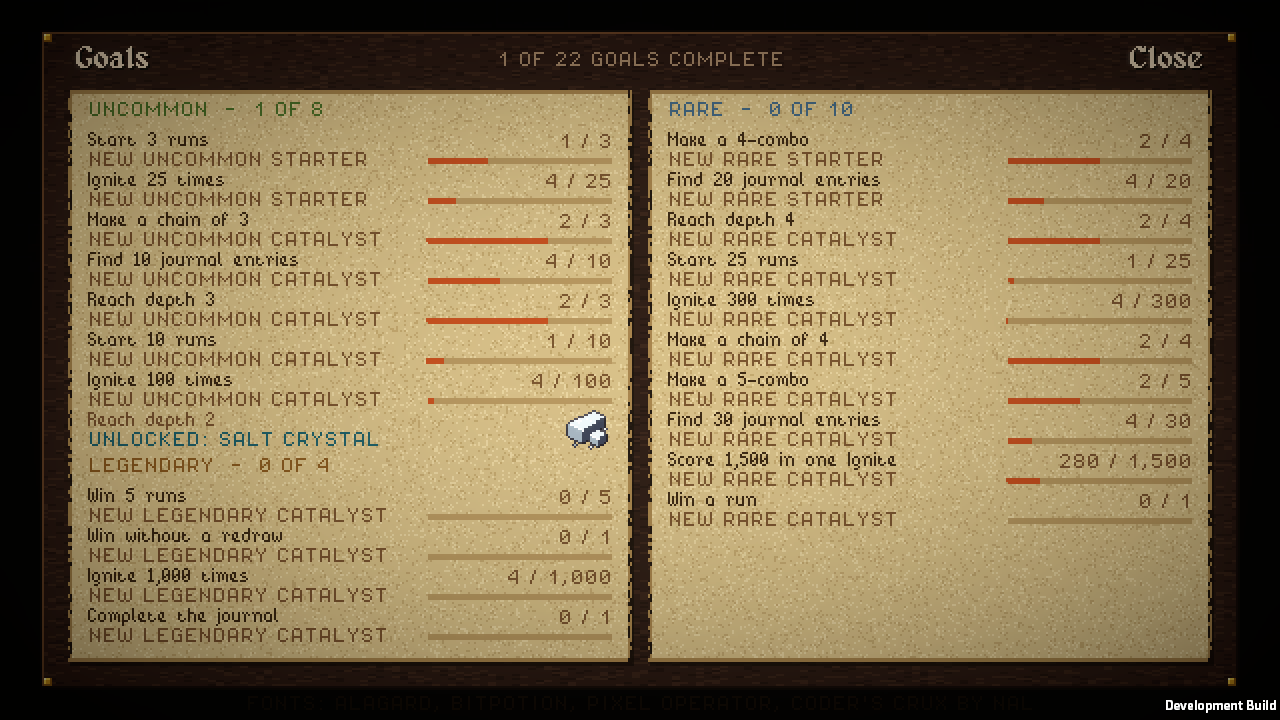 Goals
1 OF 22 GOALS COMPLETE
Close
UNCOMMON - 1 OF 8
Start 3 runs
1 / 3
NEW UNCOMMON STARTER
Ignite 25 times
4 / 25
NEW UNCOMMON STARTER
Make a chain of 3
2 / 3
NEW UNCOMMON CATALYST
Find 10 journal entries
4 / 10
NEW UNCOMMON CATALYST
Reach depth 3
2 / 3
NEW UNCOMMON CATALYST
Start 10 runs
1 / 10
NEW UNCOMMON CATALYST
Ignite 100 times
4 / 100
NEW UNCOMMON CATALYST
Reach depth 2
UNLOCKED: SALT CRYSTAL
LEGENDARY - 0 OF 4
Win 5 runs
0 / 5
NEW LEGENDARY CATALYST
Win without a redraw
0 / 1
NEW LEGENDARY CATALYST
Ignite 1,000 times
4 / 1,000
NEW LEGENDARY CATALYST
Complete the journal
0 / 1
NEW LEGENDARY CATALYST
RARE - 0 OF 10
Make a 4-combo
2 / 4
NEW RARE STARTER
Find 20 journal entries
4 / 20
NEW RARE STARTER
Reach depth 4
2 / 4
NEW RARE CATALYST
Start 25 runs
1 / 25
NEW RARE CATALYST
Ignite 300 times
4 / 300
NEW RARE CATALYST
Make a chain of 4
2 / 4
NEW RARE CATALYST
Make a 5-combo
2 / 5
NEW RARE CATALYST
Find 30 journal entries
4 / 30
NEW RARE CATALYST
Score 1,500 in one Ignite
280 / 1,500
NEW RARE CATALYST
Win a run
0 / 1
NEW RARE CATALYST
FONTS: ALAGARD, BITPOTION, PIXEL OPERATOR, CODER'S CRUX BY NAL
Development Build